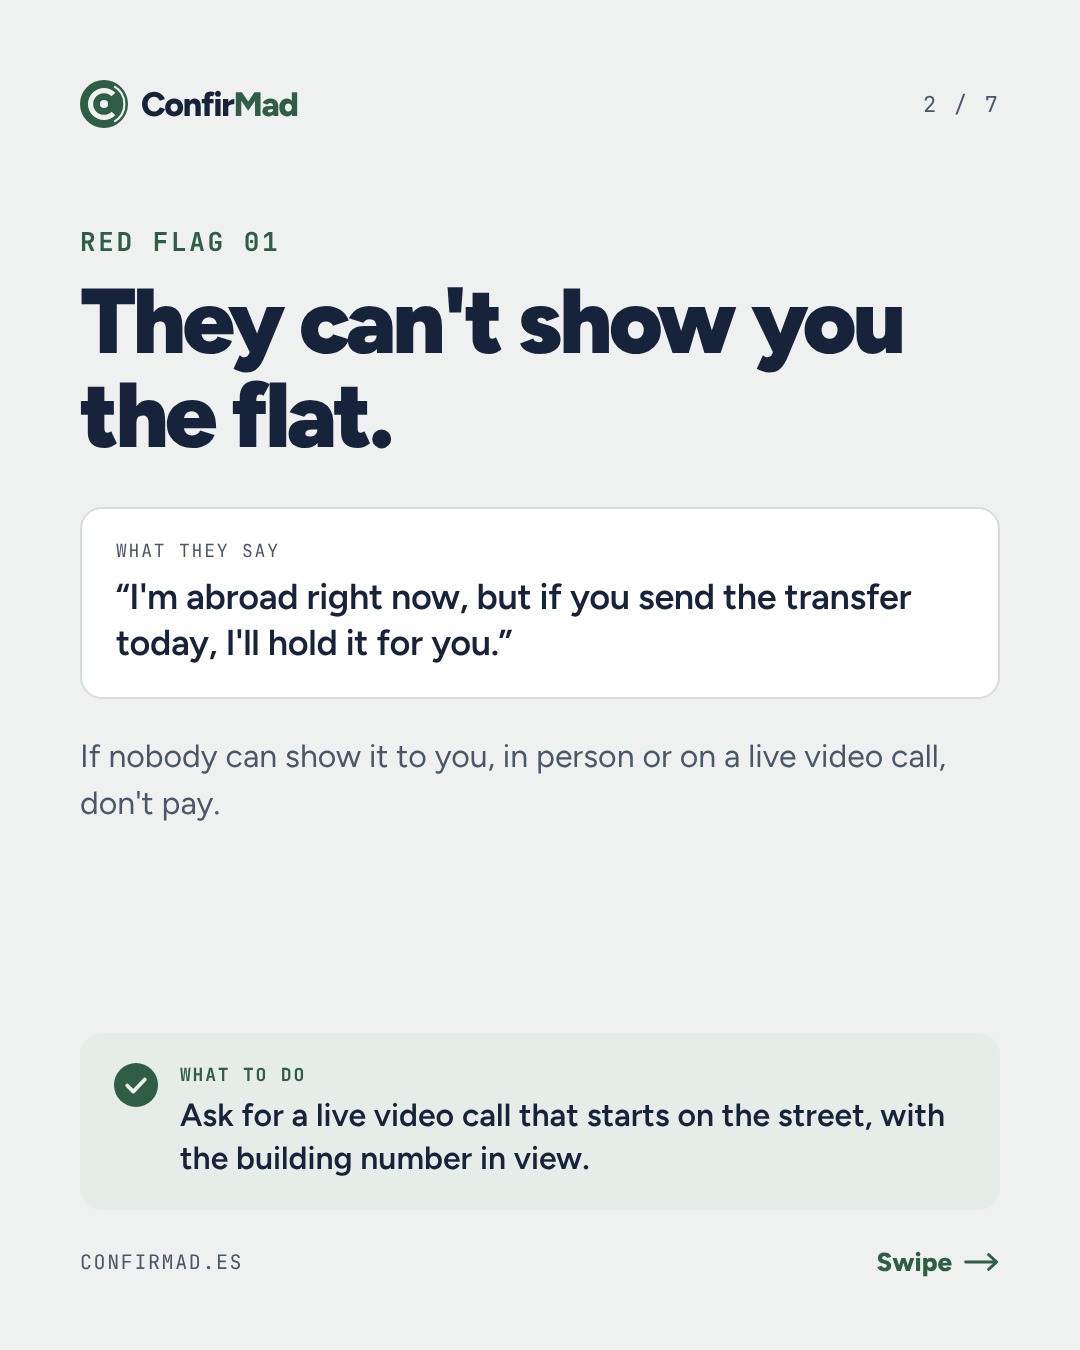 ConfirMad
2 / 7
RED FLAG 01
They can't show you
the flat.
WHAT THEY SAY
“I'm abroad right now, but if you send the transfer
today, I'll hold it for you.”
If nobody can show it to you, in person or on a live video call,
don't pay.
WHAT TO DO
Ask for a live video call that starts on the street, with
the building number in view.
CONFIRMAD.ES
Swipe →